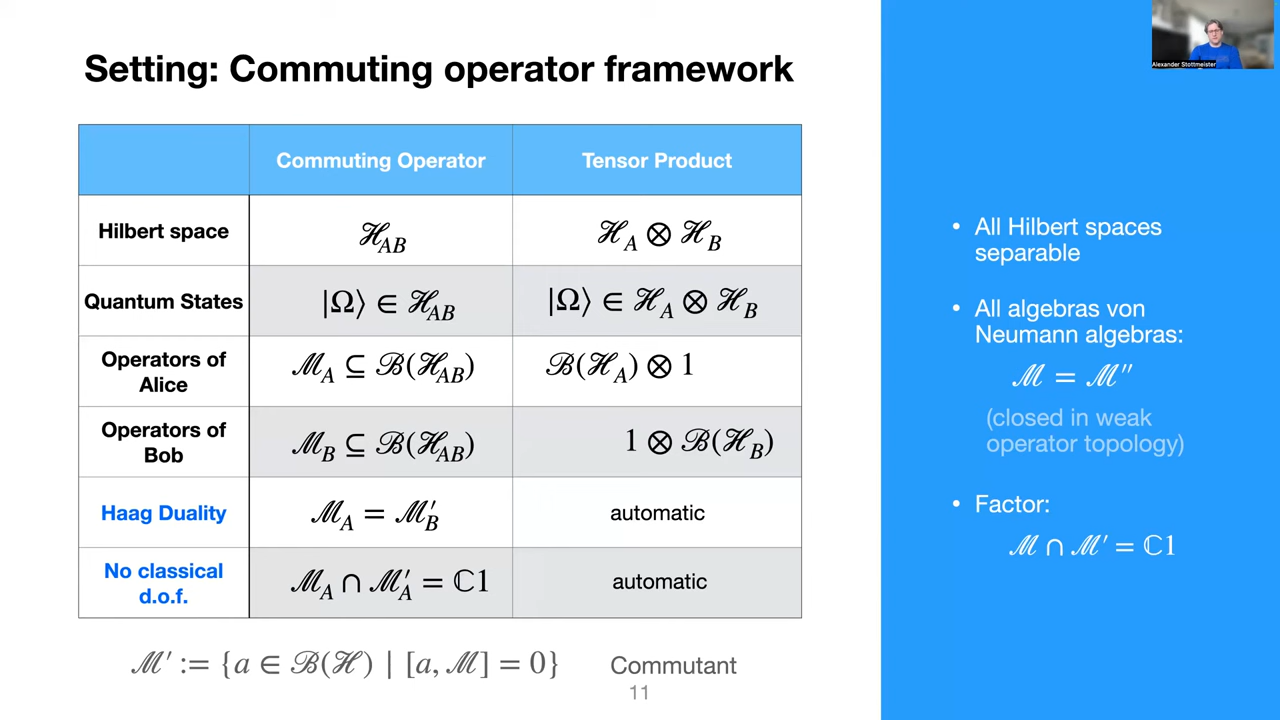 Alexander Stottmeister
Setting: Commuting operator framework
Commuting Operator
Tensor Product
Hilbert space
ℋ_AB
ℋ_A ⊗ ℋ_B
Quantum States
|Ω⟩ ∈ ℋ_AB
|Ω⟩ ∈ ℋ_A ⊗ ℋ_B
Operators of
Alice
ℳ_A ⊆ ℬ(ℋ_AB)
ℬ(ℋ_A) ⊗ 1
Operators of
Bob
ℳ_B ⊆ ℬ(ℋ_AB)
1 ⊗ ℬ(ℋ_B)
Haag Duality
ℳ_A = ℳ′_B
automatic
No classical
d.o.f.
ℳ_A ∩ ℳ′_A = ℂ1
automatic
ℳ′ := {a ∈ ℬ(ℋ) | [a, ℳ] = 0}
Commutant
11
• All Hilbert spaces
separable
• All algebras von
Neumann algebras:
ℳ = ℳ″
(closed in weak
operator topology)
• Factor:
ℳ ∩ ℳ′ = ℂ1